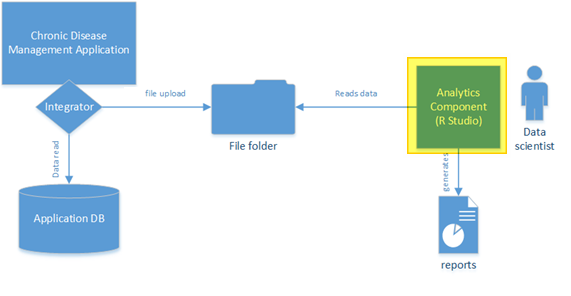 Chronic Disease
Management Application
Integrator
file upload
Reads data
Analytics
Component
(R Studio)
Data
scientist
File folder
Data read
generates
Application DB
reports